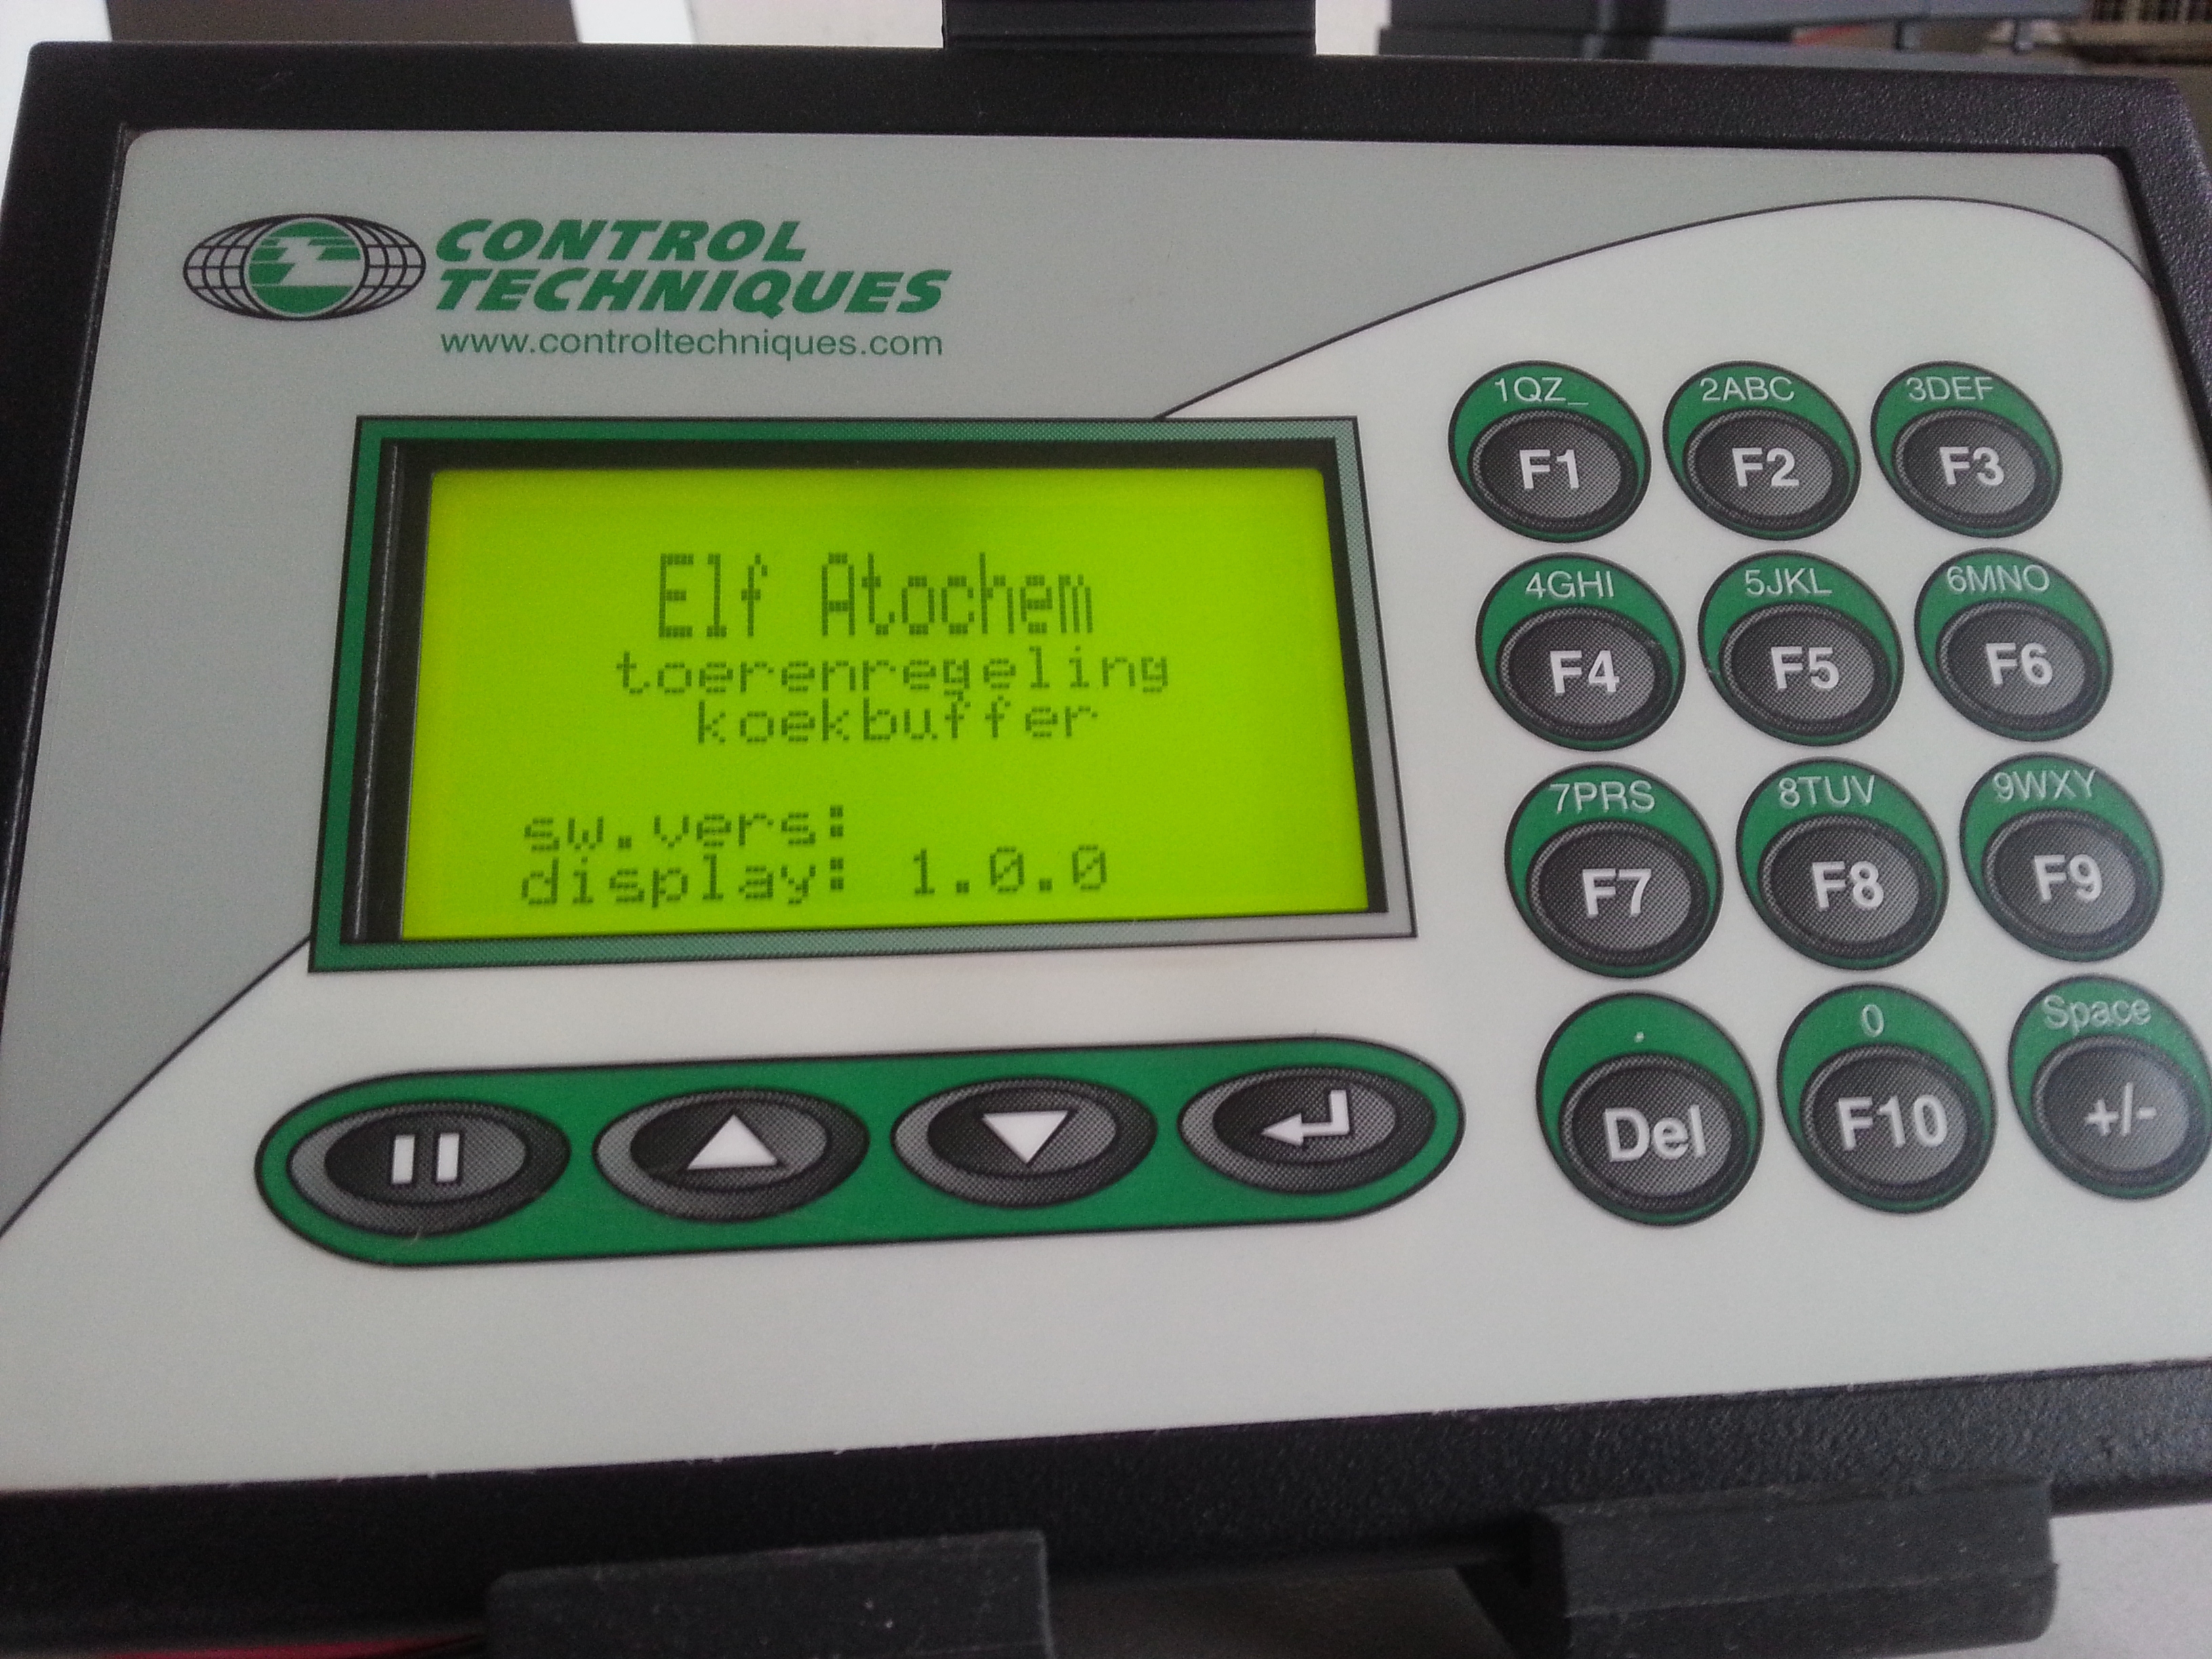 CONTROL
TECHNIQUES
www.controltechniques.com
Elf Atochem
toerenregeling
koekbuffer
sw.vers:
display: 1.0.0
1QZ_ 2ABC 3DEF
F1 F2 F3
4GHI 5JKL 6MNO
F4 F5 F6
7PRS 8TUV 9WXY
F7 F8 F9
. 0 Space
Del F10 +/-